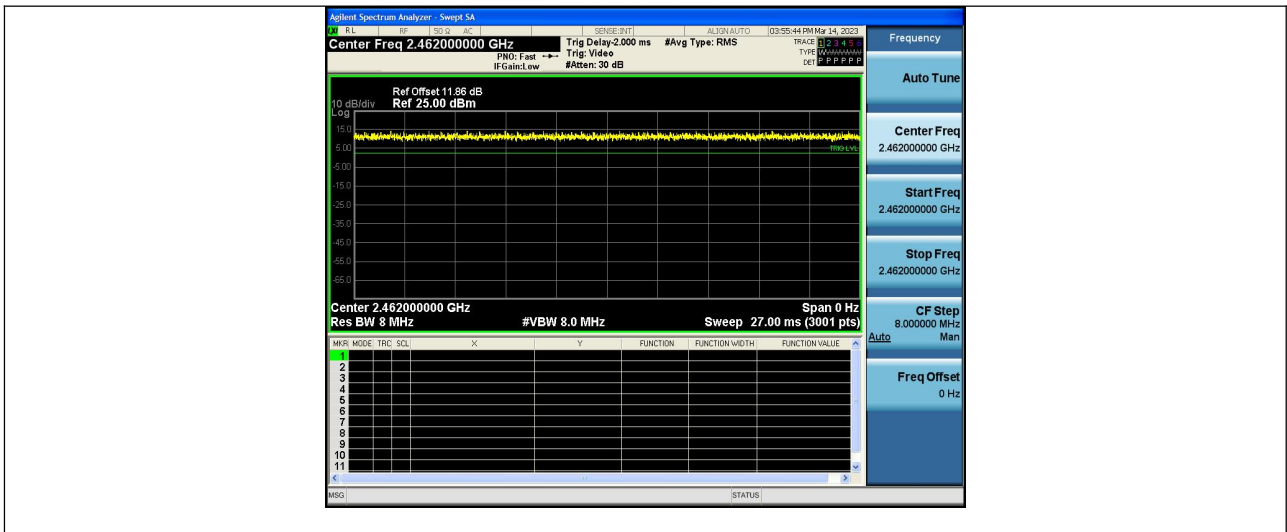 Agilent Spectrum Analyzer - Swept SA
LXI RL RF 50 Ω AC SENSE:INT ALIGN AUTO 03:55:44 PM Mar 14, 2023
Center Freq 2.462000000 GHz
PNO: Fast
IFGain:Low
Trig Delay-2.000 ms
Trig: Video
#Atten: 30 dB
#Avg Type: RMS
TRACE 1 2 3 4 5 6
TYPE
DET P P P P P P
Ref Offset 11.86 dB
10 dB/div Ref 25.00 dBm
Log
15.0
5.00
TRIG LVL
-5.00
-15.0
-25.0
-35.0
-45.0
-55.0
-65.0
Center 2.462000000 GHz Span 0 Hz
Res BW 8 MHz #VBW 8.0 MHz Sweep 27.00 ms (3001 pts)
MKR MODE TRC SCL X Y FUNCTION FUNCTION WIDTH FUNCTION VALUE
1
2
3
4
5
6
7
8
9
10
11
MSG STATUS
Frequency
Auto Tune
Center Freq
2.462000000 GHz
Start Freq
2.462000000 GHz
Stop Freq
2.462000000 GHz
CF Step
8.000000 MHz
Auto Man
Freq Offset
0 Hz